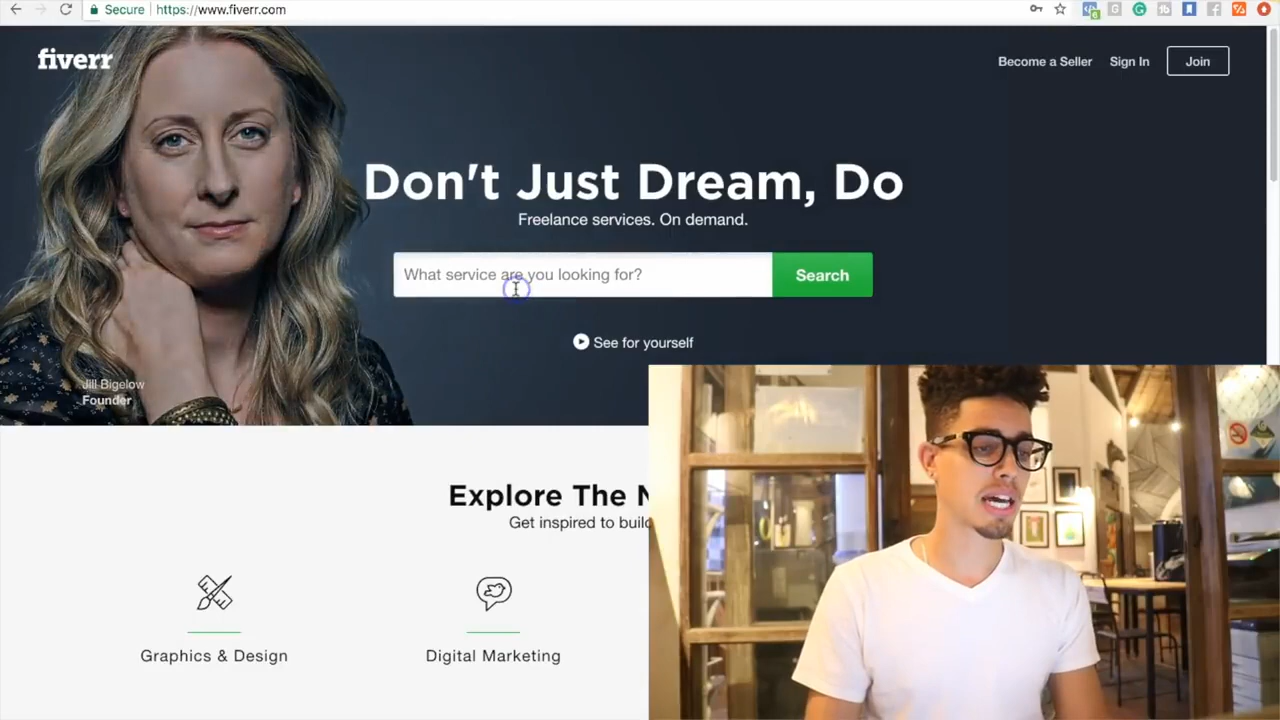 Secure https://www.fiverr.com
fiverr
Become a Seller Sign In Join
Don't Just Dream, Do
Freelance services. On demand.
What service are you looking for? Search
See for yourself
Jill Bigelow
Founder
Explore The M
Get inspired to build
Graphics & Design Digital Marketing